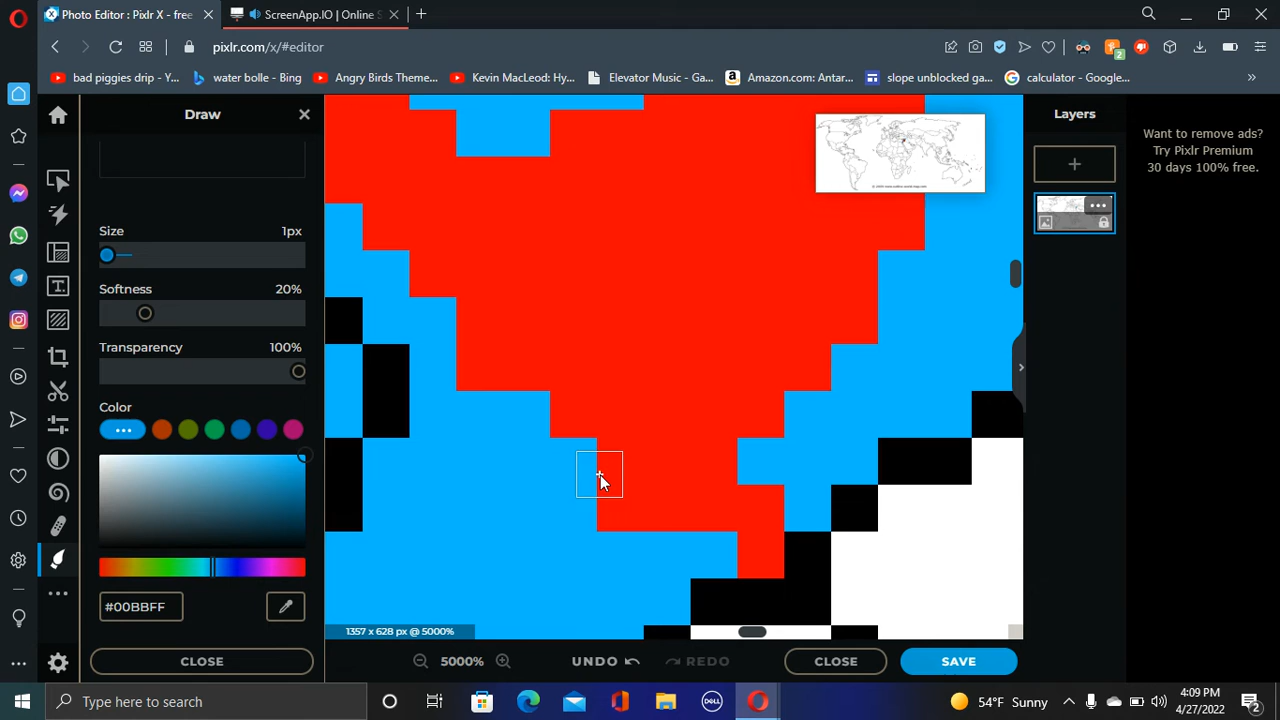 Photo Editor : Pixlr X - free
ScreenApp.IO | Online S
pixlr.com/x/#editor
bad piggies drip - Y...
water bolle - Bing
Angry Birds Theme...
Kevin MacLeod: Hy...
Elevator Music - Ga...
Amazon.com: Antar...
slope unblocked ga...
calculator - Google...
2
Draw
Layers
Want to remove ads?
Try Pixlr Premium
30 days 100% free.
Size
1px
Softness
20%
Transparency
100%
Color
#00BBFF
CLOSE
1357 x 628 px @ 5000%
5000%
UNDO
REDO
CLOSE
SAVE
Type here to search
DELL
54°F Sunny
4:09 PM
4/27/2022
2